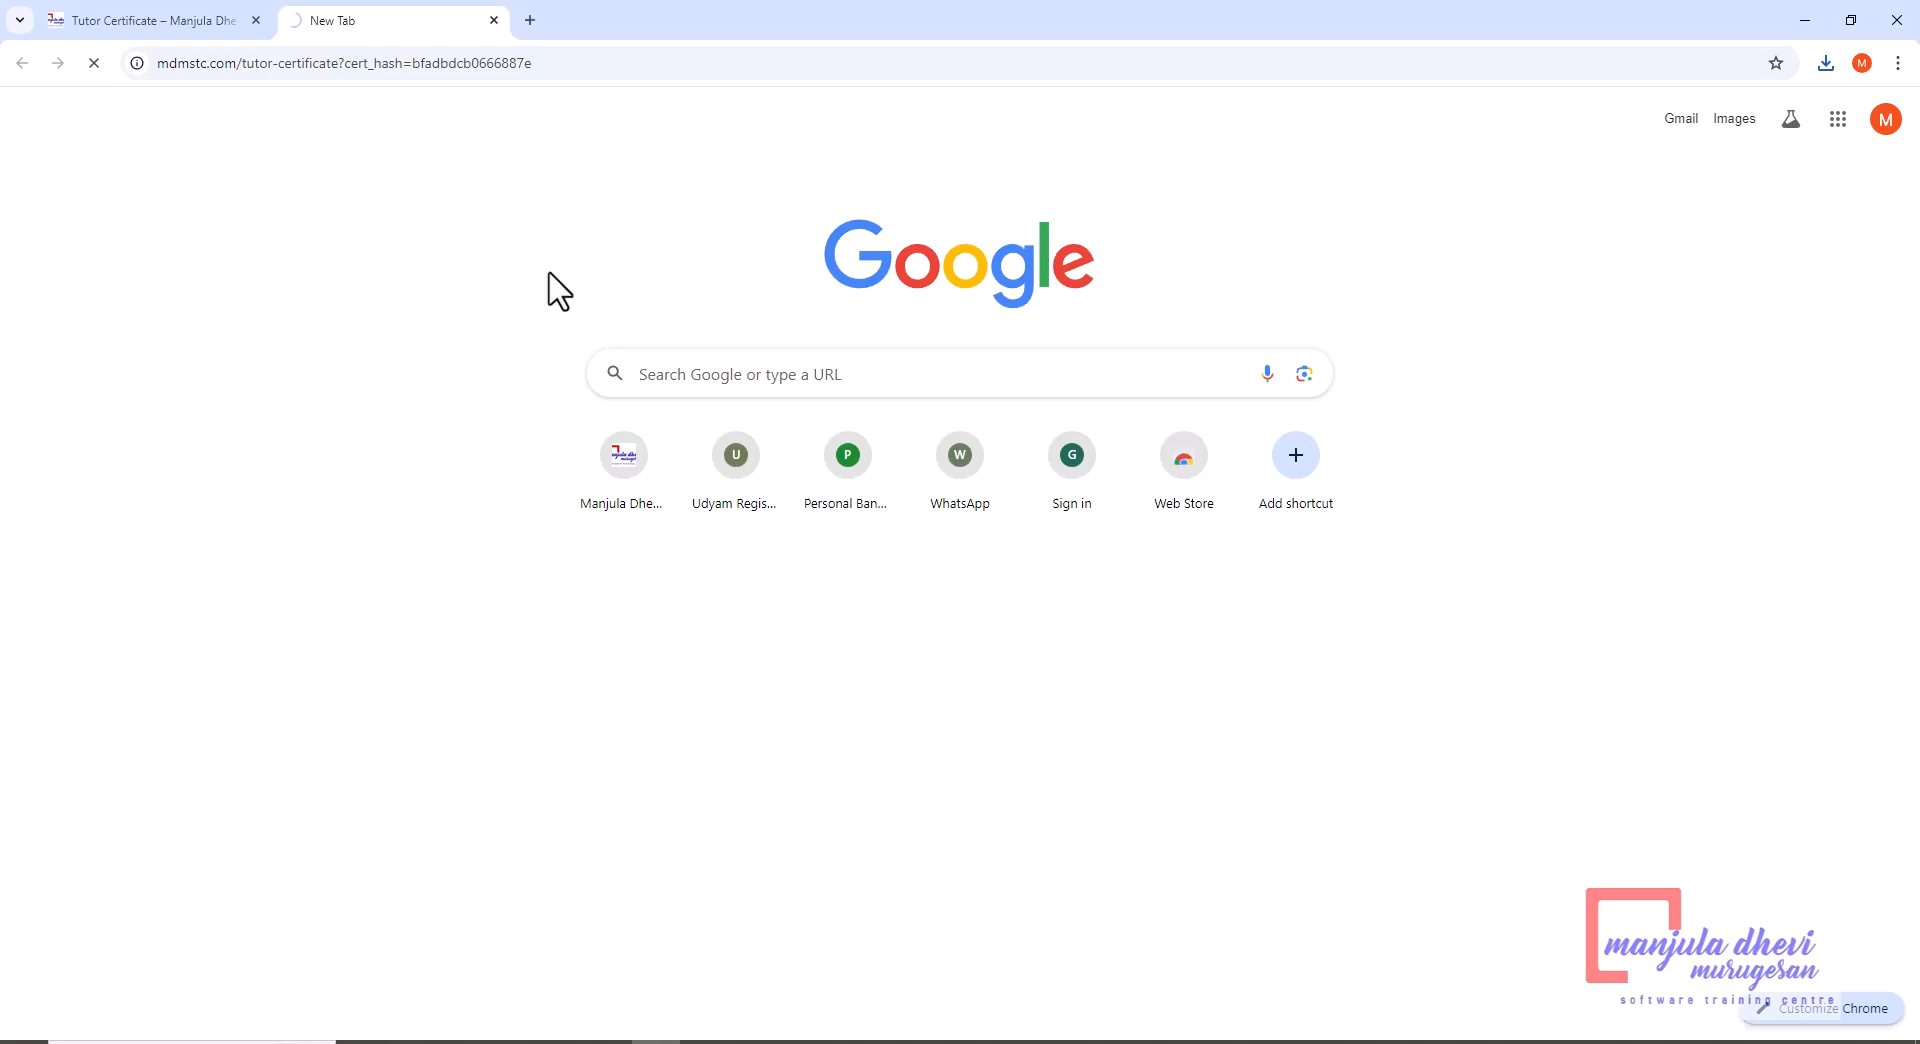 Tutor Certificate – Manjula Dhe
New Tab
mdmstc.com/tutor-certificate?cert_hash=bfadbdcb0666887e
M
Gmail
Images
M
Google
Search Google or type a URL
U
P
W
G
Manjula Dhe...
Udyam Regis...
Personal Ban...
WhatsApp
Sign in
Web Store
Add shortcut
manjula dhevi
murugesan
software training centre
Customize Chrome